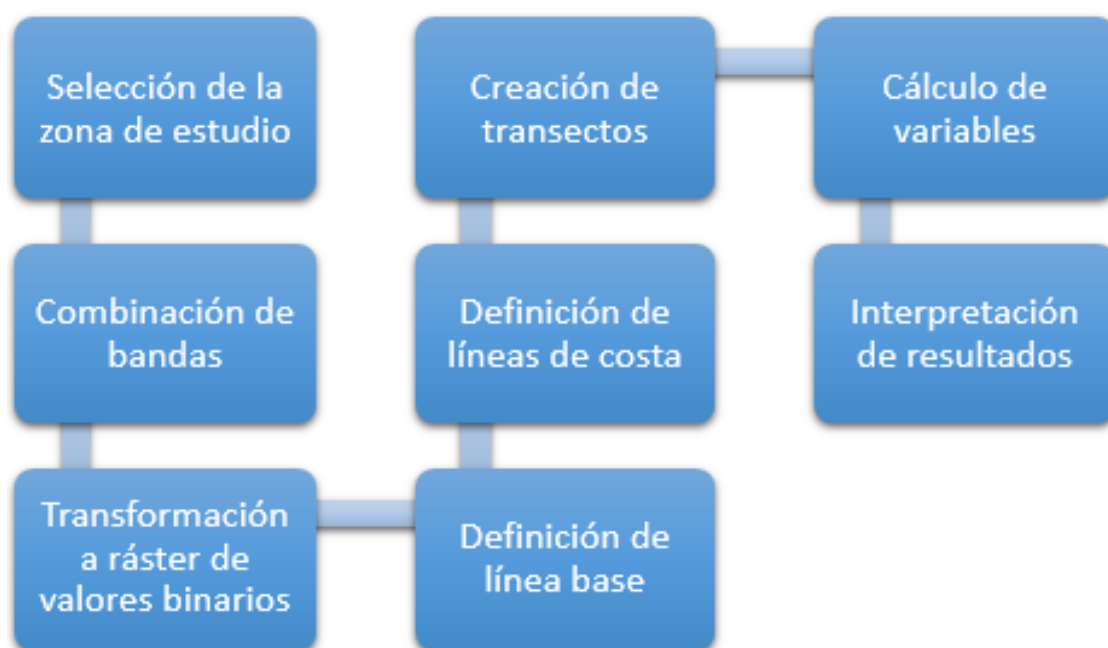 Selección de la
zona de estudio
Combinación de
bandas
Transformación
a ráster de
valores binarios
Definición de
línea base
Definición de
líneas de costa
Creación de
transectos
Cálculo de
variables
Interpretación
de resultados